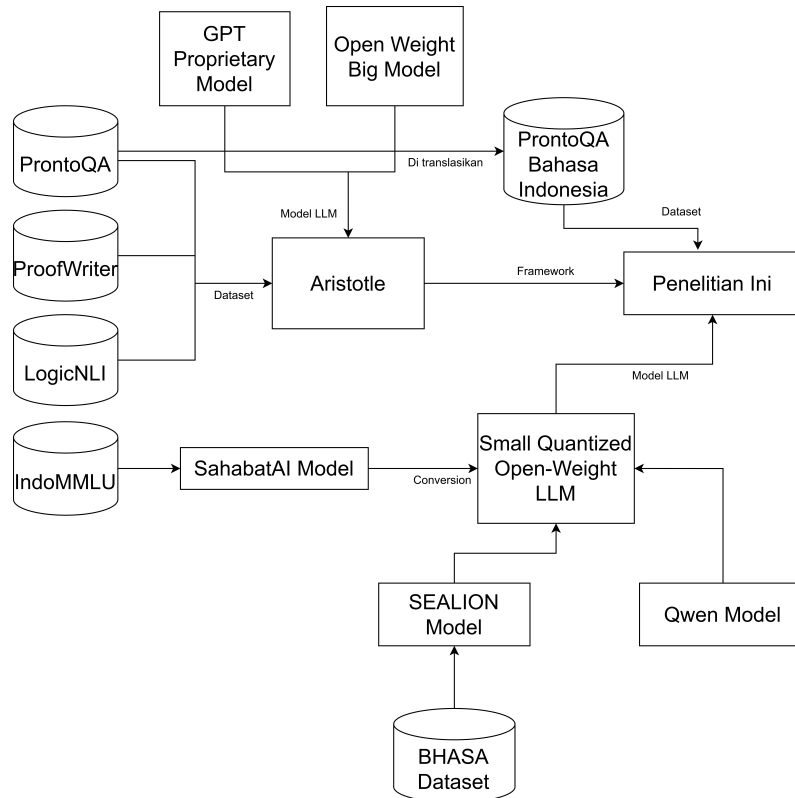 GPT
Proprietary
Model
Open Weight
Big Model
ProntoQA
Di translasikan
ProntoQA
Bahasa
Indonesia
Model LLM
Dataset
ProofWriter
Dataset
Aristotle
Framework
Penelitian Ini
LogicNLI
Model LLM
IndoMMLU
SahabatAI Model
Conversion
Small Quantized
Open-Weight
LLM
SEALION
Model
Qwen Model
BHASA
Dataset